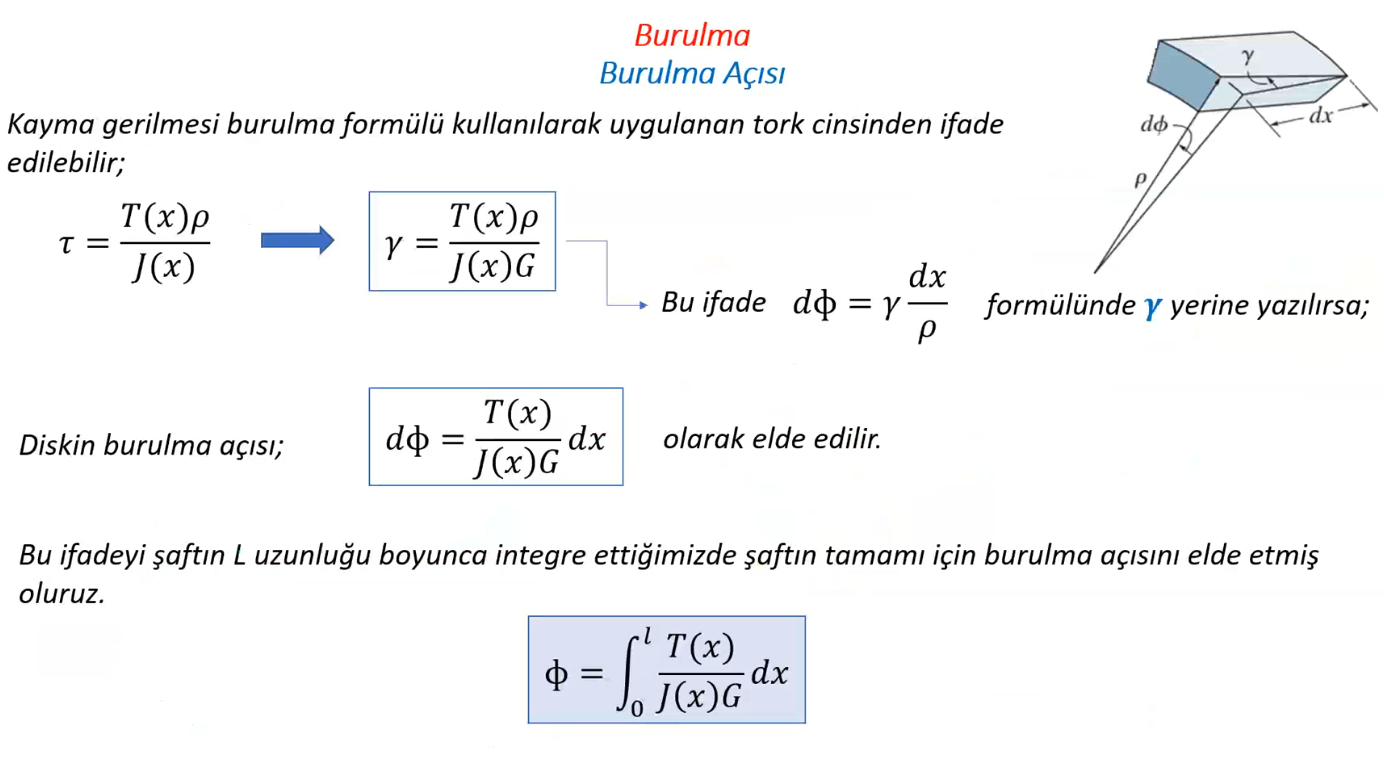 Burulma
Burulma Açısı
γ
dϕ
dx
ρ
Kayma gerilmesi burulma formülü kullanılarak uygulanan tork cinsinden ifade
edilebilir;
τ = T(x)ρ / J(x)
γ = T(x)ρ / J(x)G
Bu ifade dϕ = γ dx / ρ formülünde γ yerine yazılırsa;
Diskin burulma açısı; dϕ = T(x) / J(x)G dx olarak elde edilir.
Bu ifadeyi şaftın L uzunluğu boyunca integre ettiğimizde şaftın tamamı için burulma açısını elde etmiş
oluruz.
ϕ = ∫₀ˡ T(x) / J(x)G dx